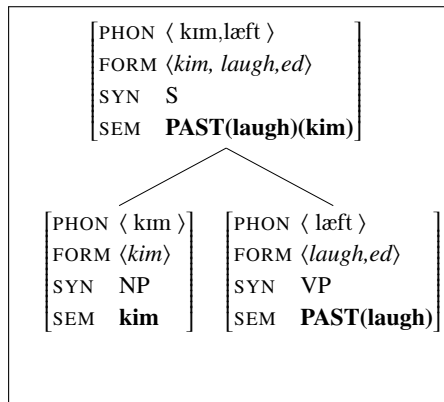 PHON ⟨ kɪm,læft ⟩
FORM ⟨kim, laugh,ed⟩
SYN S
SEM PAST(laugh)(kim)
PHON ⟨ kɪm ⟩ PHON ⟨ læft ⟩
FORM ⟨kim⟩ FORM ⟨laugh,ed⟩
SYN NP SYN VP
SEM kim SEM PAST(laugh)